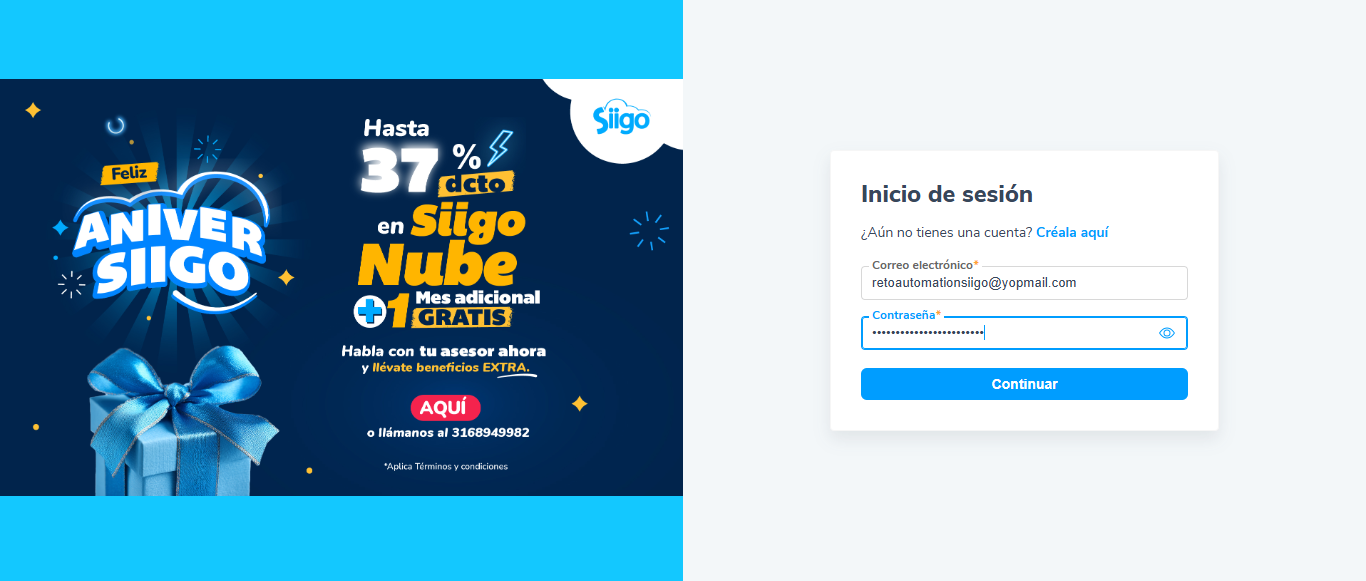 Siigo
Feliz
ANIVER
SIIGO
Hasta
37 %
dcto
en Siigo
Nube
+1 Mes adicional
GRATIS
Habla con tu asesor ahora
y llévate beneficios EXTRA.
AQUÍ
o llámanos al 3168949982
*Aplica Términos y condiciones
Inicio de sesión
¿Aún no tienes una cuenta? Créala aquí
Correo electrónico*
retoautomationsiigo@yopmail.com
Contraseña*
••••••••••••••••••••••••
Continuar